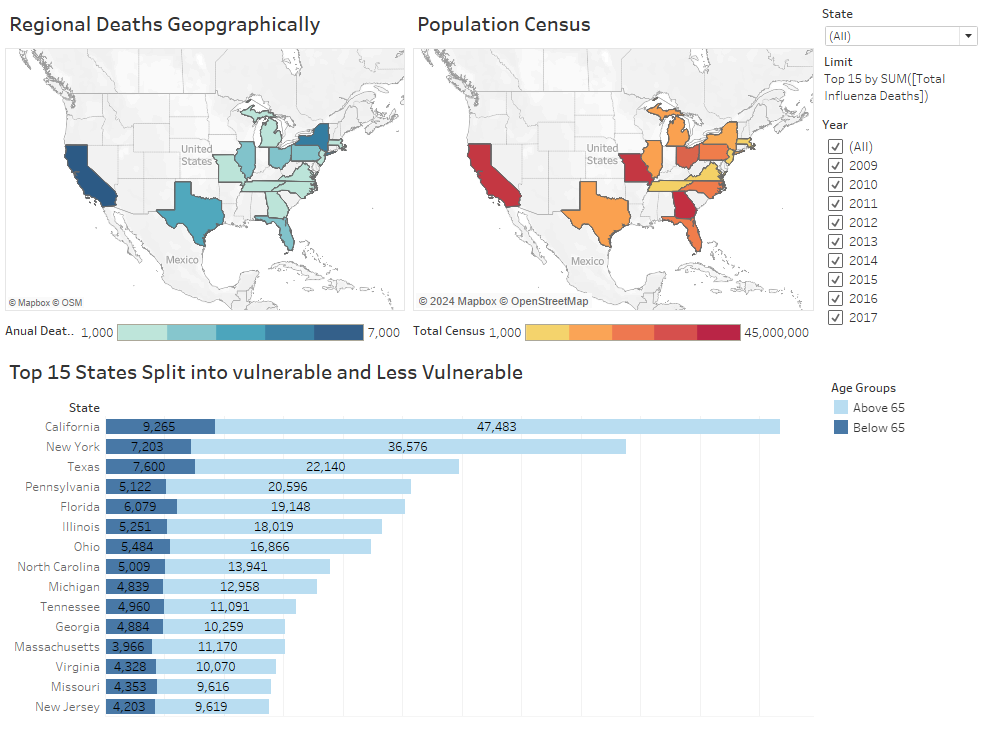 Regional Deaths Geopgraphically
Population Census
State
(All)
Limit
Top 15 by SUM([Total
Influenza Deaths])
Year
(All)
2009
2010
2011
2012
2013
2014
2015
2016
2017
United
States
Mexico
© Mapbox © OSM
United
States
Mexico
© 2024 Mapbox © OpenStreetMap
Anual Deat.. 1,000 7,000
Total Census 1,000 45,000,000
Top 15 States Split into vulnerable and Less Vulnerable
Age Groups
Above 65
Below 65
State
California 9,265 47,483
New York 7,203 36,576
Texas 7,600 22,140
Pennsylvania 5,122 20,596
Florida 6,079 19,148
Illinois 5,251 18,019
Ohio 5,484 16,866
North Carolina 5,009 13,941
Michigan 4,839 12,958
Tennessee 4,960 11,091
Georgia 4,884 10,259
Massachusetts 3,966 11,170
Virginia 4,328 10,070
Missouri 4,353 9,616
New Jersey 4,203 9,619